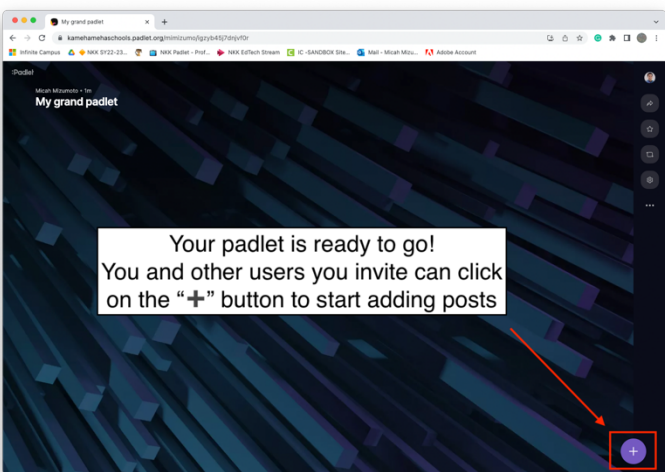 My grand padlet
kamehamehaschools.padlet.org/mimizumo/jgzyb45j7dnjvf0r
Infinite Campus NKK SY22-23... NKK Padlet - Prof... NKK EdTech Stream IC -SANDBOX Site... Mail - Micah Mizu... Adobe Account
:Padlet
Micah Mizumoto • 1m
My grand padlet
Your padlet is ready to go!
You and other users you invite can click
on the “➕” button to start adding posts